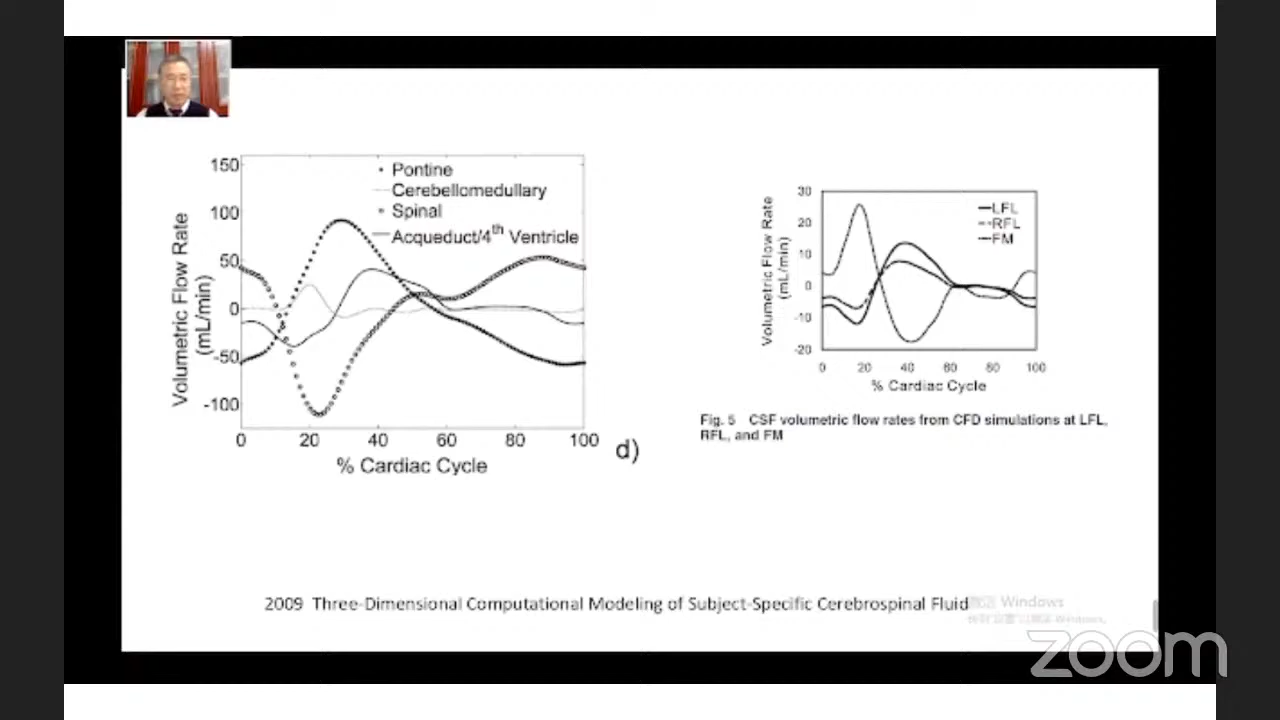 150
100
50
0
-50
-100
0
20
40
60
80
100
Volumetric Flow Rate
(mL/min)
% Cardiac Cycle
Pontine
Cerebellomedullary
Spinal
Acqueduct/4th Ventricle
d)
30
20
10
0
-10
-20
0
20
40
60
80
100
Volumetric Flow Rate
(mL/min)
% Cardiac Cycle
LFL
RFL
FM
Fig. 5 CSF volumetric flow rates from CFD simulations at LFL,
RFL, and FM
2009 Three-Dimensional Computational Modeling of Subject-Specific Cerebrospinal Fluid
Windows
zoom